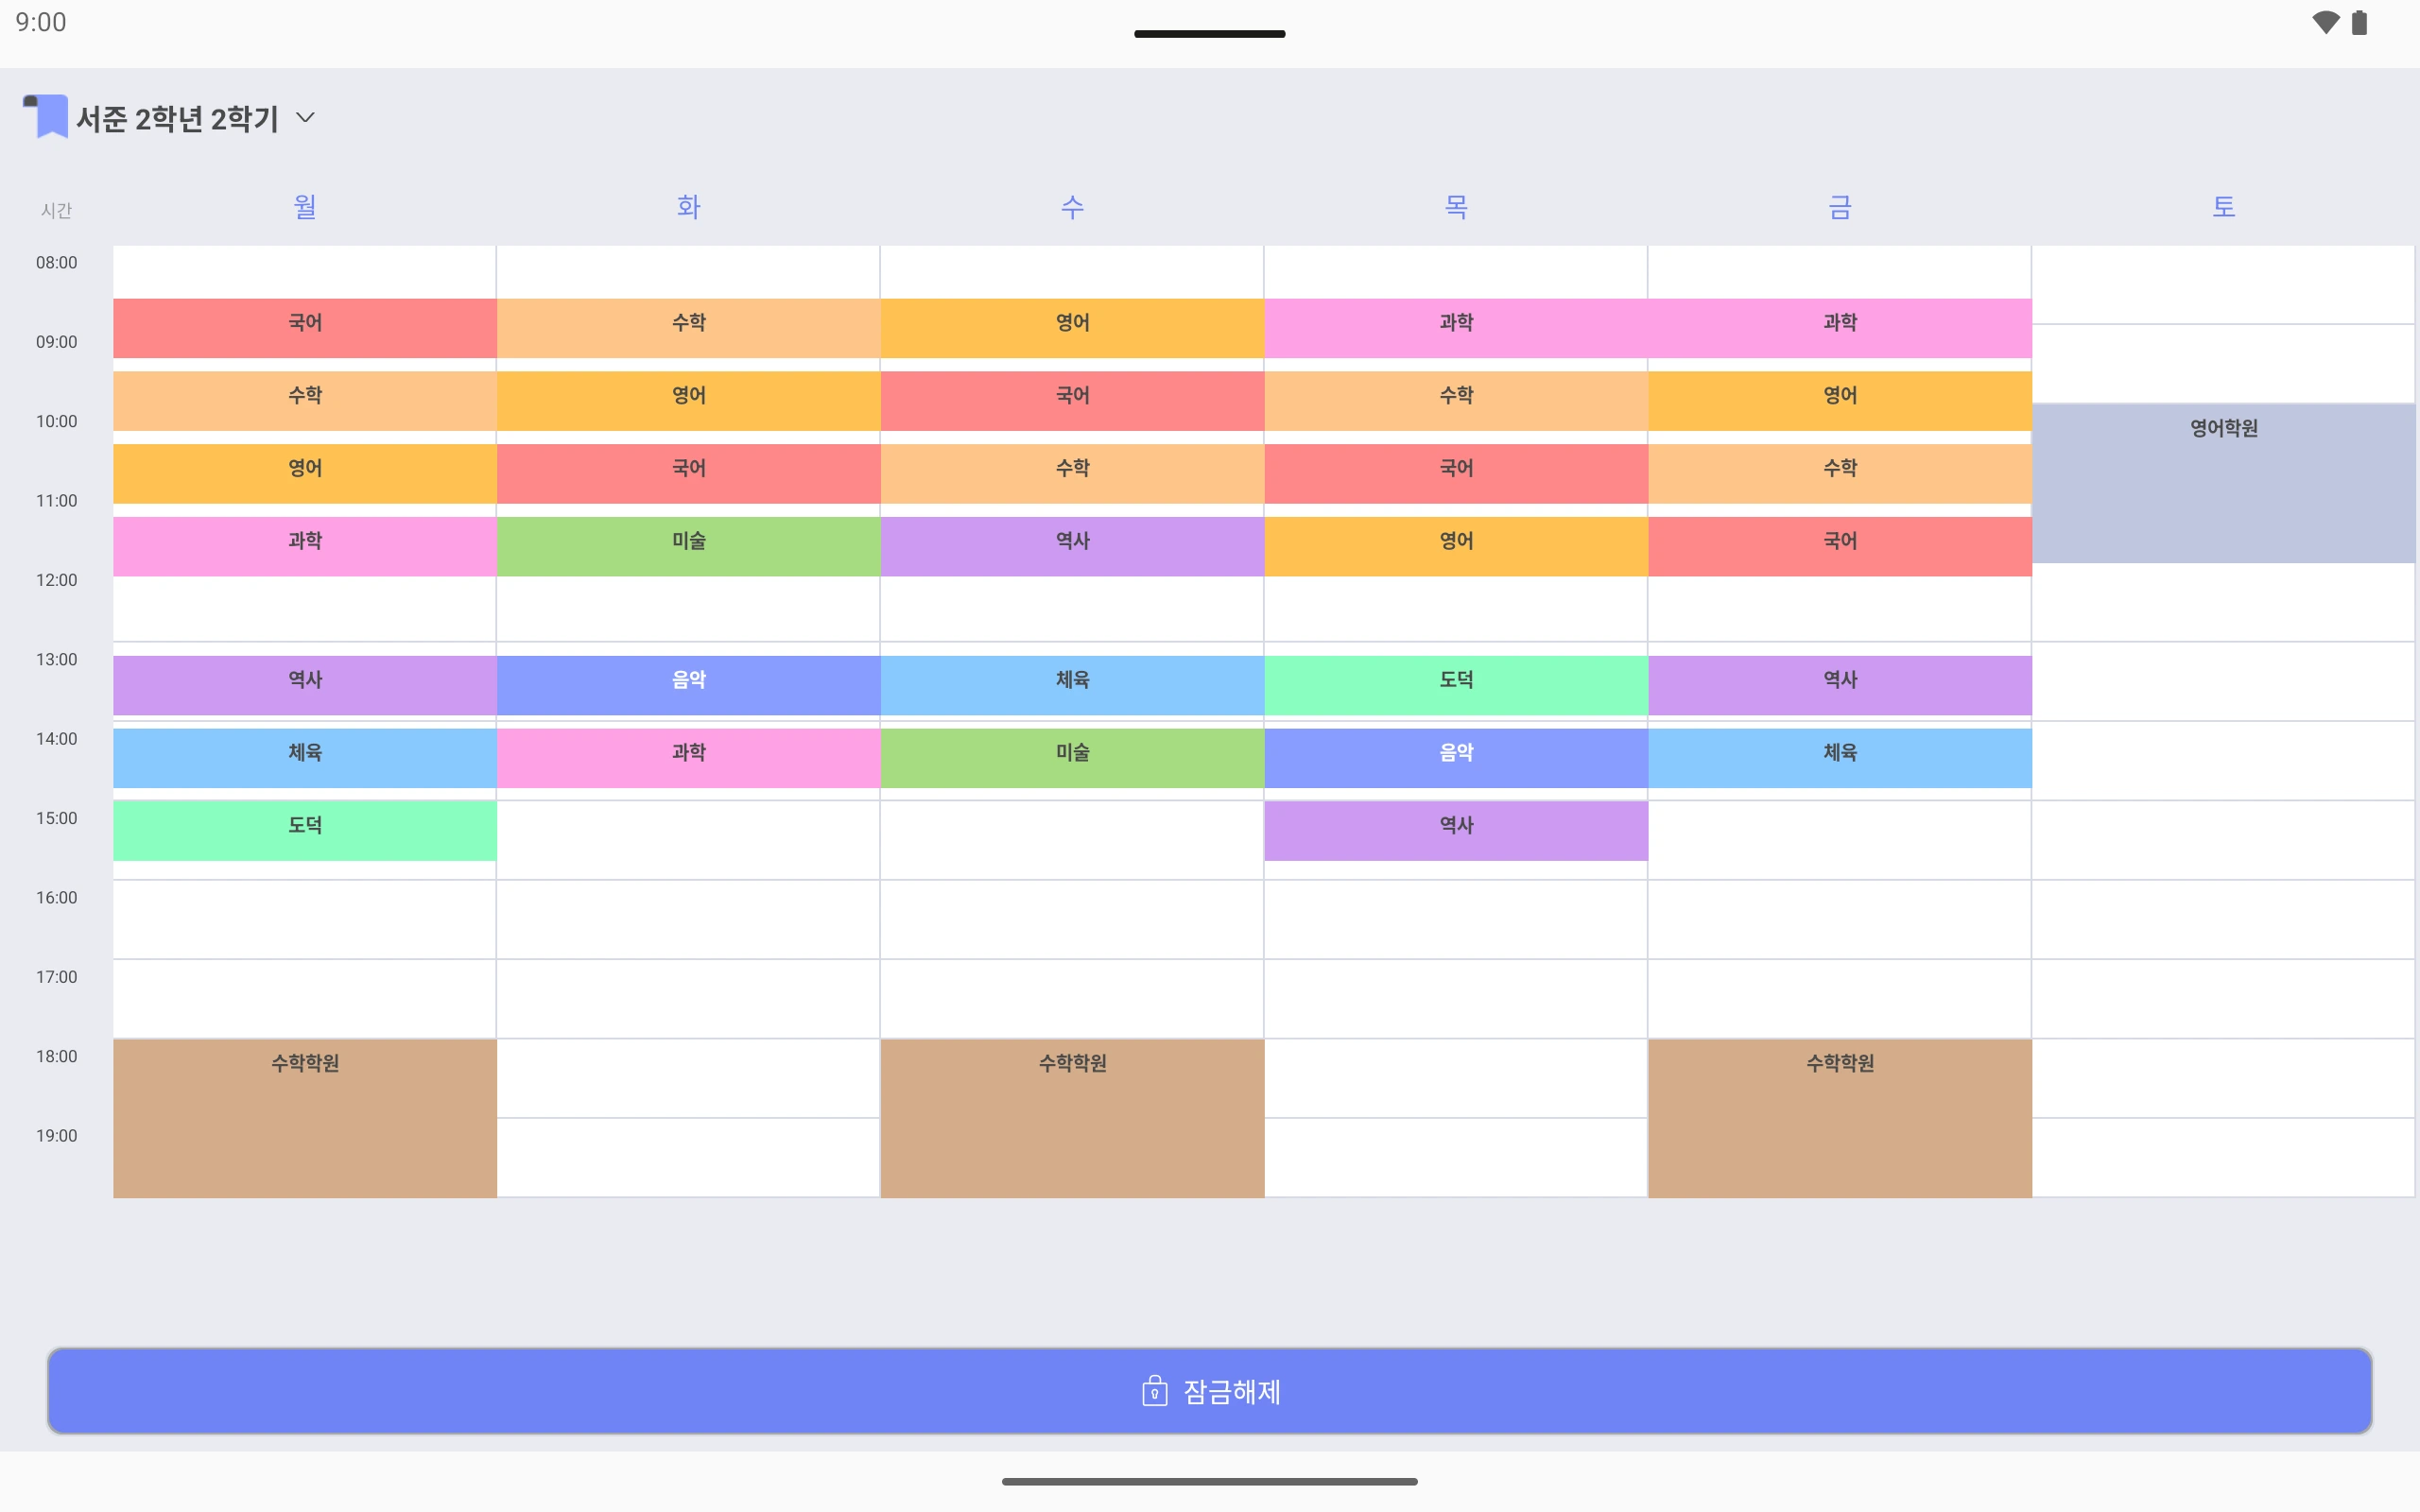 9:00
서준 2학년 2학기
시간 월 화 수 목 금 토
08:00
국어 수학 영어 과학 과학
09:00
수학 영어 국어 수학 영어
10:00
영어학원
영어 국어 수학 국어 수학
11:00
과학 미술 역사 영어 국어
12:00
13:00
역사 음악 체육 도덕 역사
14:00
체육 과학 미술 음악 체육
15:00
도덕 역사
16:00
17:00
18:00
수학학원 수학학원 수학학원
19:00
잠금해제